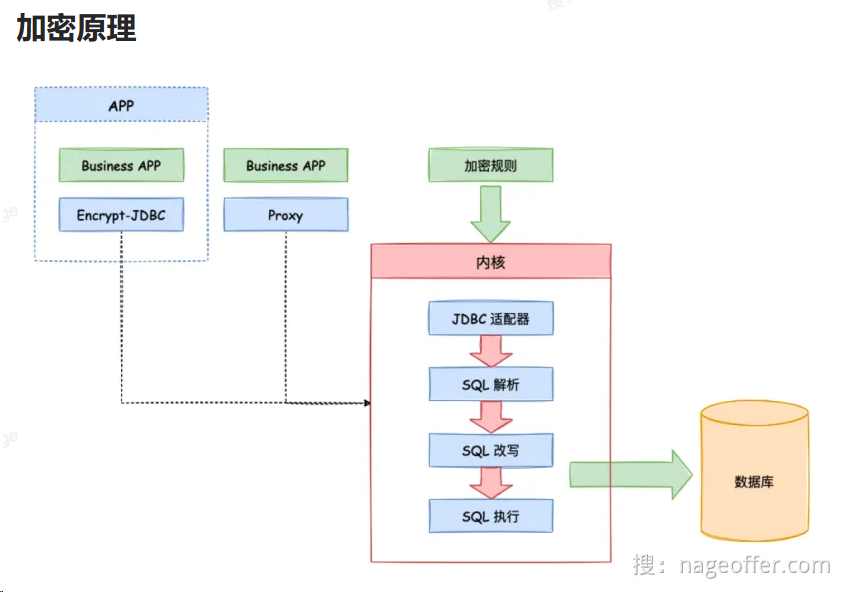 加密原理
APP
Business APP
Encrypt-JDBC
Business APP
Proxy
加密规则
内核
JDBC 适配器
SQL 解析
SQL 改写
SQL 执行
数据库
搜：nageoffer.com